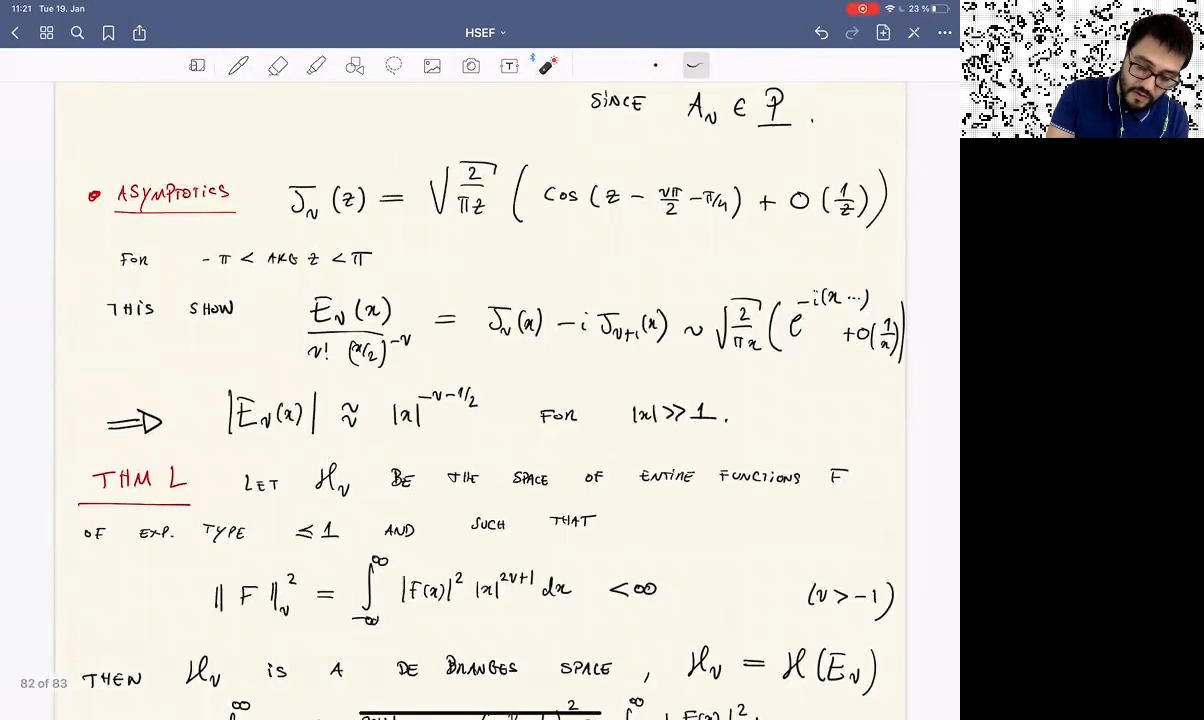 11:21 Tue 19. Jan
23 %
HSEF
SINCE A_ν ∈ P .
• ASYMPTOTICS J_ν (z) = √(2/πz) ( cos (z − νπ/2 − π/4) + O (1/z) )
FOR − π < ARG z < π
THIS SHOW E_ν(x) / ν! (x/2)^−ν = J_ν(x) − i J_ν+1(x) ~ √(2/πx) ( e^−i(x ...) + O(1/x) )
⟹ |E_ν(x)| ≈ |x|^−ν−1/2 FOR |x| >> 1 .
THM L LET H_ν BE THE SPACE OF ENTIRE FUNCTIONS F
OF EXP. TYPE ≤ 1 AND SUCH THAT
‖ F ‖_ν^2 = ∫_−∞^∞ |F(x)|^2 |x|^2ν+1 dx < ∞ (ν > −1)
THEN H_ν IS A DE BRANGES SPACE , H_ν = H(E_ν)
82 of 83